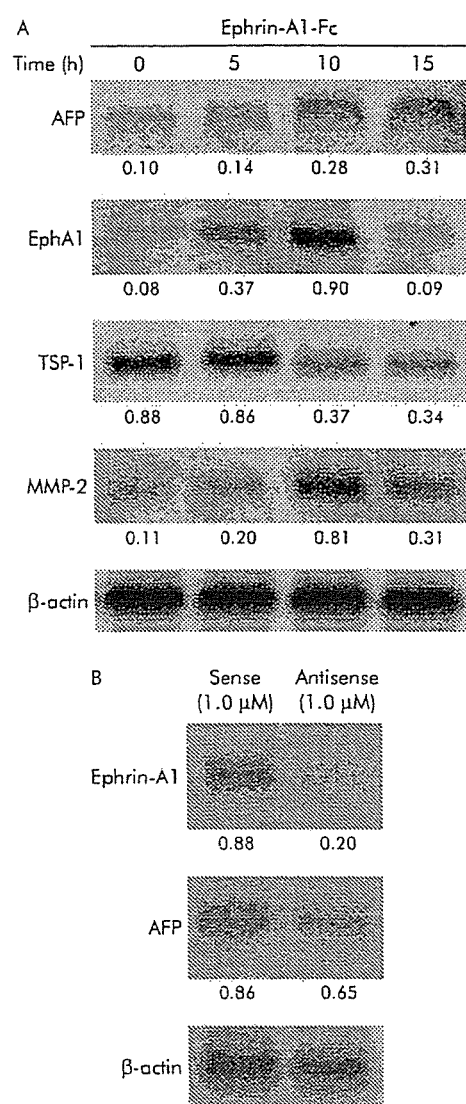 A
Ephrin-A1-Fc
Time (h) 0 5 10 15
AFP
0.10 0.14 0.28 0.31
EphA1
0.08 0.37 0.90 0.09
TSP-1
0.88 0.86 0.37 0.34
MMP-2
0.11 0.20 0.81 0.31
β-actin
B
Sense Antisense
(1.0 μM) (1.0 μM)
Ephrin-A1
0.88 0.20
AFP
0.86 0.65
β-actin